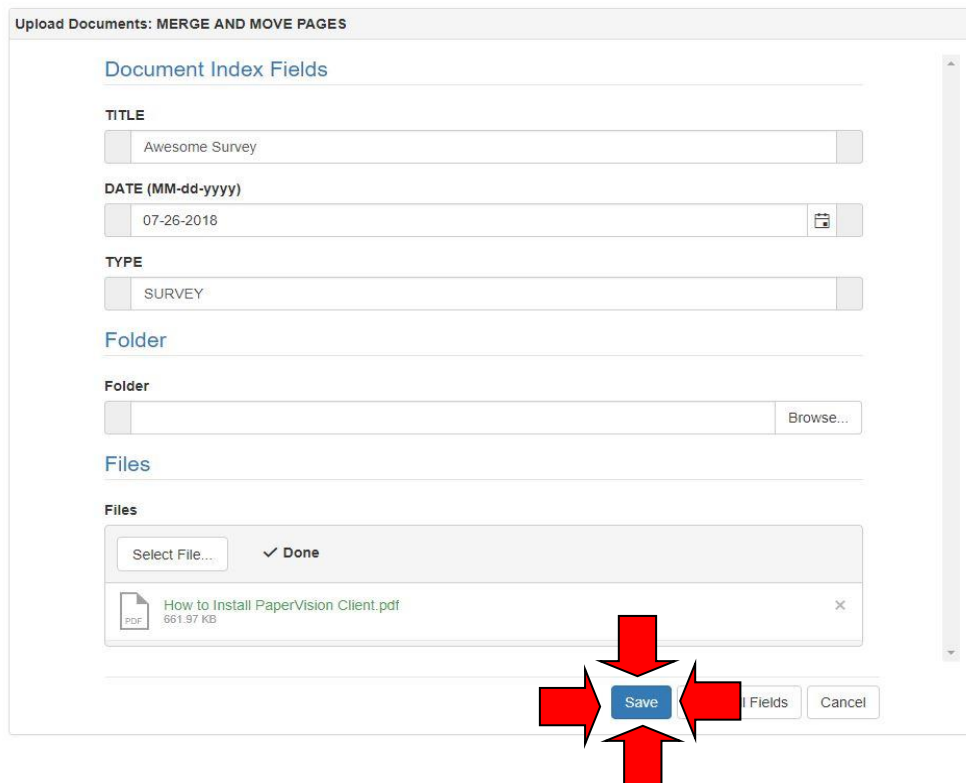 Upload Documents: MERGE AND MOVE PAGES
Document Index Fields
TITLE
Awesome Survey
DATE (MM-dd-yyyy)
07-26-2018
TYPE
SURVEY
Folder
Folder
Browse...
Files
Files
Select File... ✓ Done
PDF How to Install PaperVision Client.pdf
661.97 KB
Save Fields Cancel